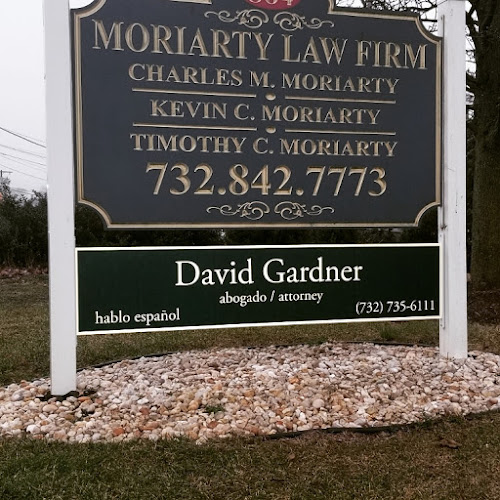 MORIARTY LAW FIRM
CHARLES M. MORIARTY
KEVIN C. MORIARTY
TIMOTHY C. MORIARTY
732.842.7773
David Gardner
abogado / attorney
hablo español
(732) 735-6111